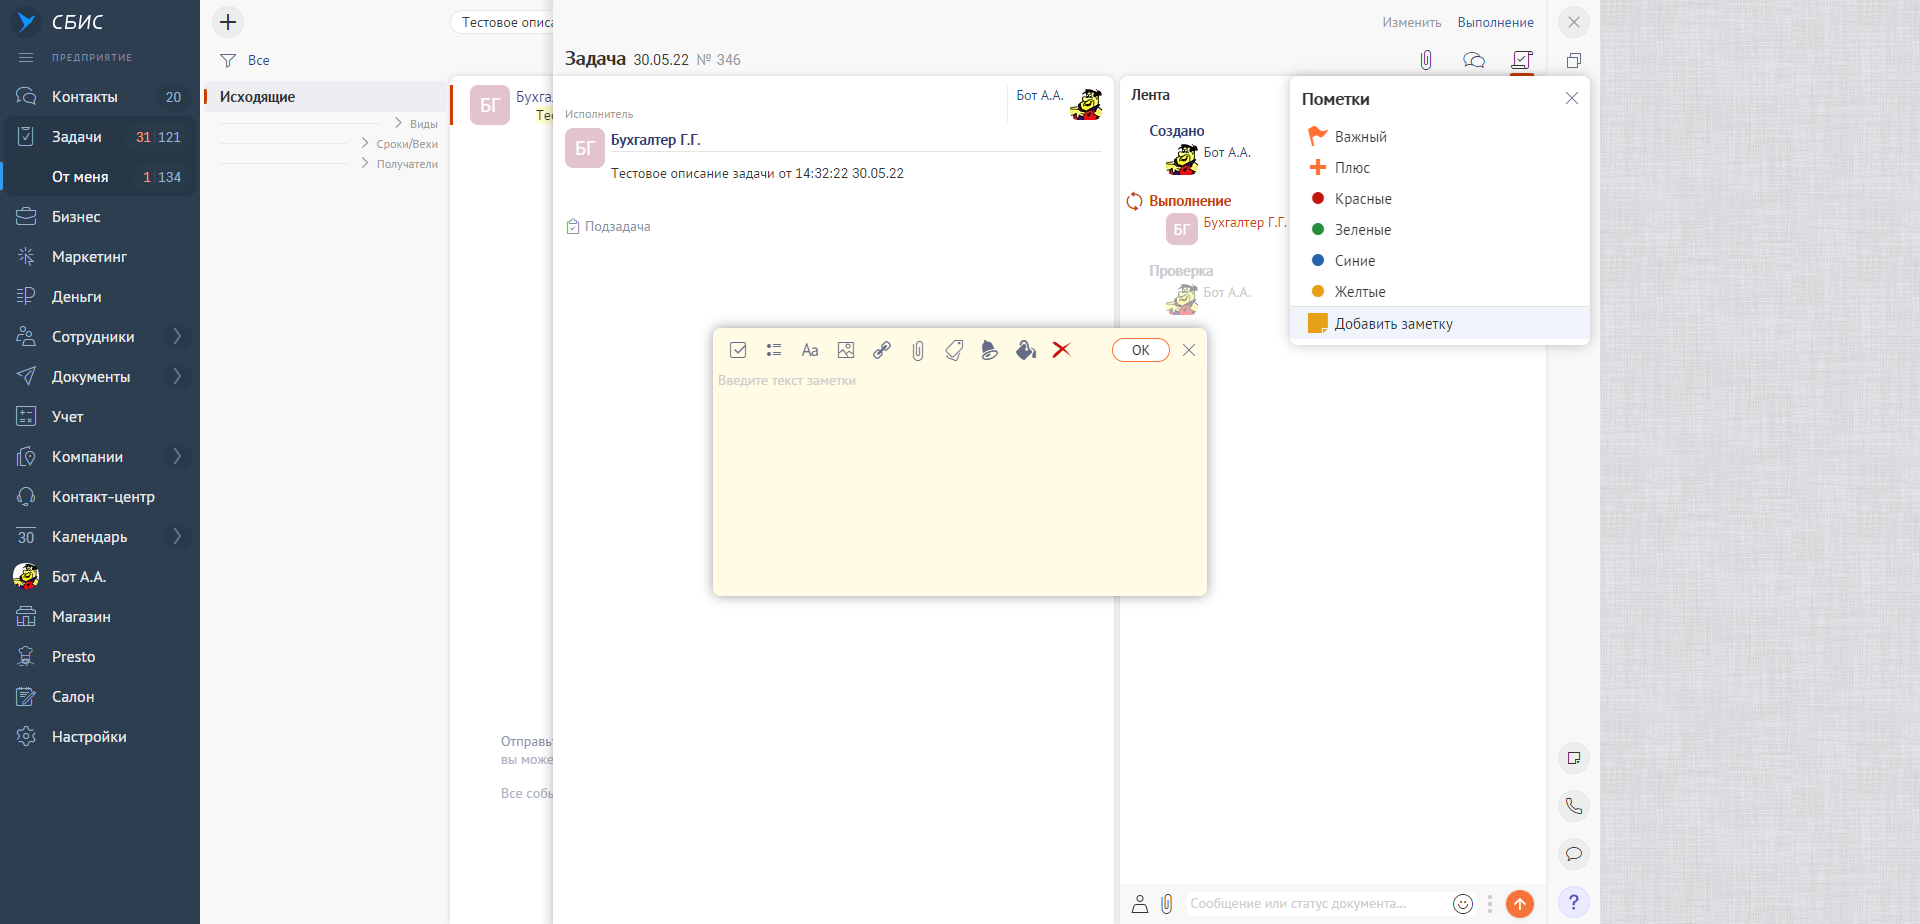 СБИС
ПРЕДПРИЯТИЕ
Контакты 20
Задачи 31 121
От меня 1 134
Бизнес
Маркетинг
Деньги
Сотрудники
Документы
Учет
Компании
Контакт-центр
30 Календарь
Бот А.А.
Магазин
Presto
Салон
Настройки
Все
Исходящие
Виды
Сроки/Вехи
Получатели
Тестовое опис
БГ
Бухга
Те
Отправь
вы може
Все собы
Изменить Выполнение
Задача 30.05.22 № 346
Исполнитель
Бот А.А.
БГ Бухгалтер Г.Г.
Тестовое описание задачи от 14:32:22 30.05.22
Подзадача
Лента
Создано
Бот А.А.
Выполнение
БГ Бухгалтер Г.Г.
Проверка
Бот А.А.
Пометки
Важный
Плюс
Красные
Зеленые
Синие
Желтые
Добавить заметку
Aa
ОК
Введите текст заметки
Сообщение или статус документа...
?